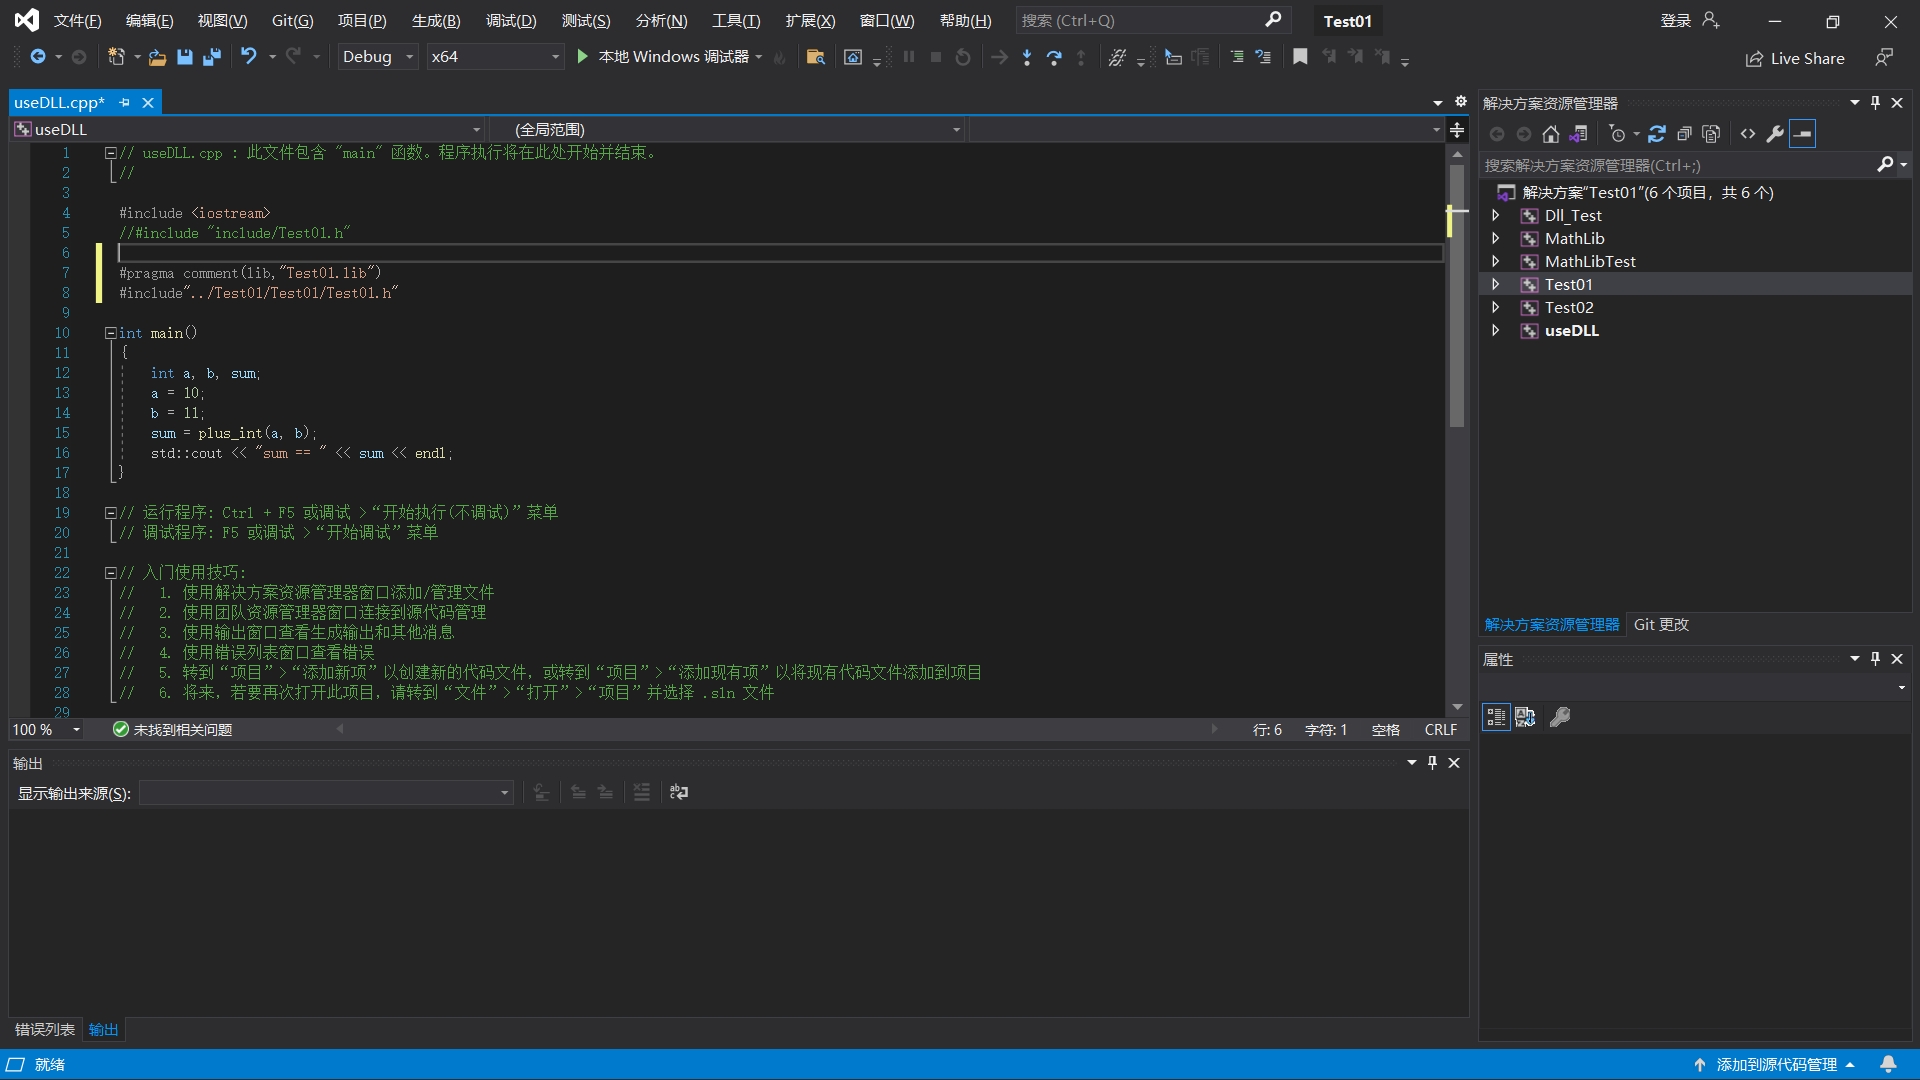 文件(F) 编辑(E) 视图(V) Git(G) 项目(P) 生成(B) 调试(D) 测试(S) 分析(N) 工具(T) 扩展(X) 窗口(W) 帮助(H) 搜索 (Ctrl+Q) Test01 登录
Debug x64 本地 Windows 调试器 Live Share
useDLL.cpp*
useDLL (全局范围)
1 // useDLL.cpp : 此文件包含 "main" 函数。程序执行将在此处开始并结束。
2 //
3
4 #include <iostream>
5 //#include "include/Test01.h"
6
7 #pragma comment(lib,"Test01.lib")
8 #include"../Test01/Test01/Test01.h"
9
10 int main()
11 {
12 int a, b, sum;
13 a = 10;
14 b = 11;
15 sum = plus_int(a, b);
16 std::cout << "sum == " << sum << endl;
17 }
18
19 // 运行程序: Ctrl + F5 或调试 >“开始执行(不调试)”菜单
20 // 调试程序: F5 或调试 >“开始调试”菜单
21
22 // 入门使用技巧:
23 // 1. 使用解决方案资源管理器窗口添加/管理文件
24 // 2. 使用团队资源管理器窗口连接到源代码管理
25 // 3. 使用输出窗口查看生成输出和其他消息
26 // 4. 使用错误列表窗口查看错误
27 // 5. 转到“项目”>“添加新项”以创建新的代码文件，或转到“项目”>“添加现有项”以将现有代码文件添加到项目
28 // 6. 将来，若要再次打开此项目，请转到“文件”>“打开”>“项目”并选择 .sln 文件
29
100 % 未找到相关问题 行: 6 字符: 1 空格 CRLF
输出
显示输出来源(S):
错误列表 输出
解决方案资源管理器
搜索解决方案资源管理器(Ctrl+;)
解决方案"Test01"(6 个项目，共 6 个)
Dll_Test
MathLib
MathLibTest
Test01
Test02
useDLL
解决方案资源管理器 Git 更改
属性
就绪 添加到源代码管理